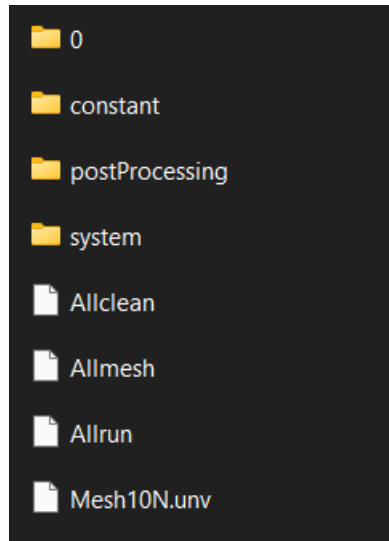 0
constant
postProcessing
system
Allclean
Allmesh
Allrun
Mesh10N.unv